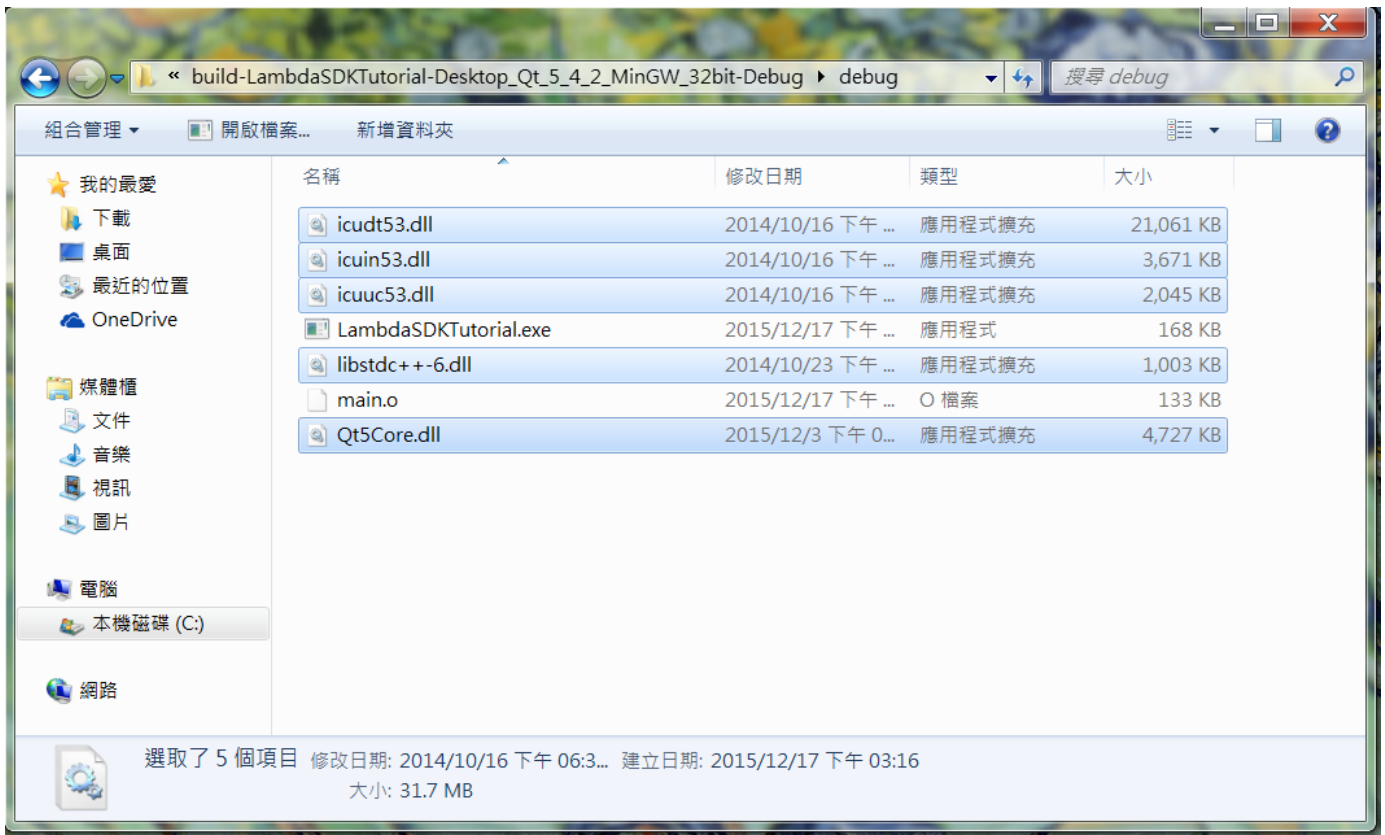 « build-LambdaSDKTutorial-Desktop_Qt_5_4_2_MinGW_32bit-Debug ▸ debug 搜尋 debug
組合管理 開啟檔案... 新增資料夾
名稱 修改日期 類型 大小
我的最愛
下載
桌面
最近的位置
OneDrive
媒體櫃
文件
音樂
視訊
圖片
電腦
本機磁碟 (C:)
網路
icudt53.dll 2014/10/16 下午 ... 應用程式擴充 21,061 KB
icuin53.dll 2014/10/16 下午 ... 應用程式擴充 3,671 KB
icuuc53.dll 2014/10/16 下午 ... 應用程式擴充 2,045 KB
LambdaSDKTutorial.exe 2015/12/17 下午 ... 應用程式 168 KB
libstdc++-6.dll 2014/10/23 下午 ... 應用程式擴充 1,003 KB
main.o 2015/12/17 下午 ... O 檔案 133 KB
Qt5Core.dll 2015/12/3 下午 0... 應用程式擴充 4,727 KB
選取了 5 個項目 修改日期: 2014/10/16 下午 06:3... 建立日期: 2015/12/17 下午 03:16
大小: 31.7 MB